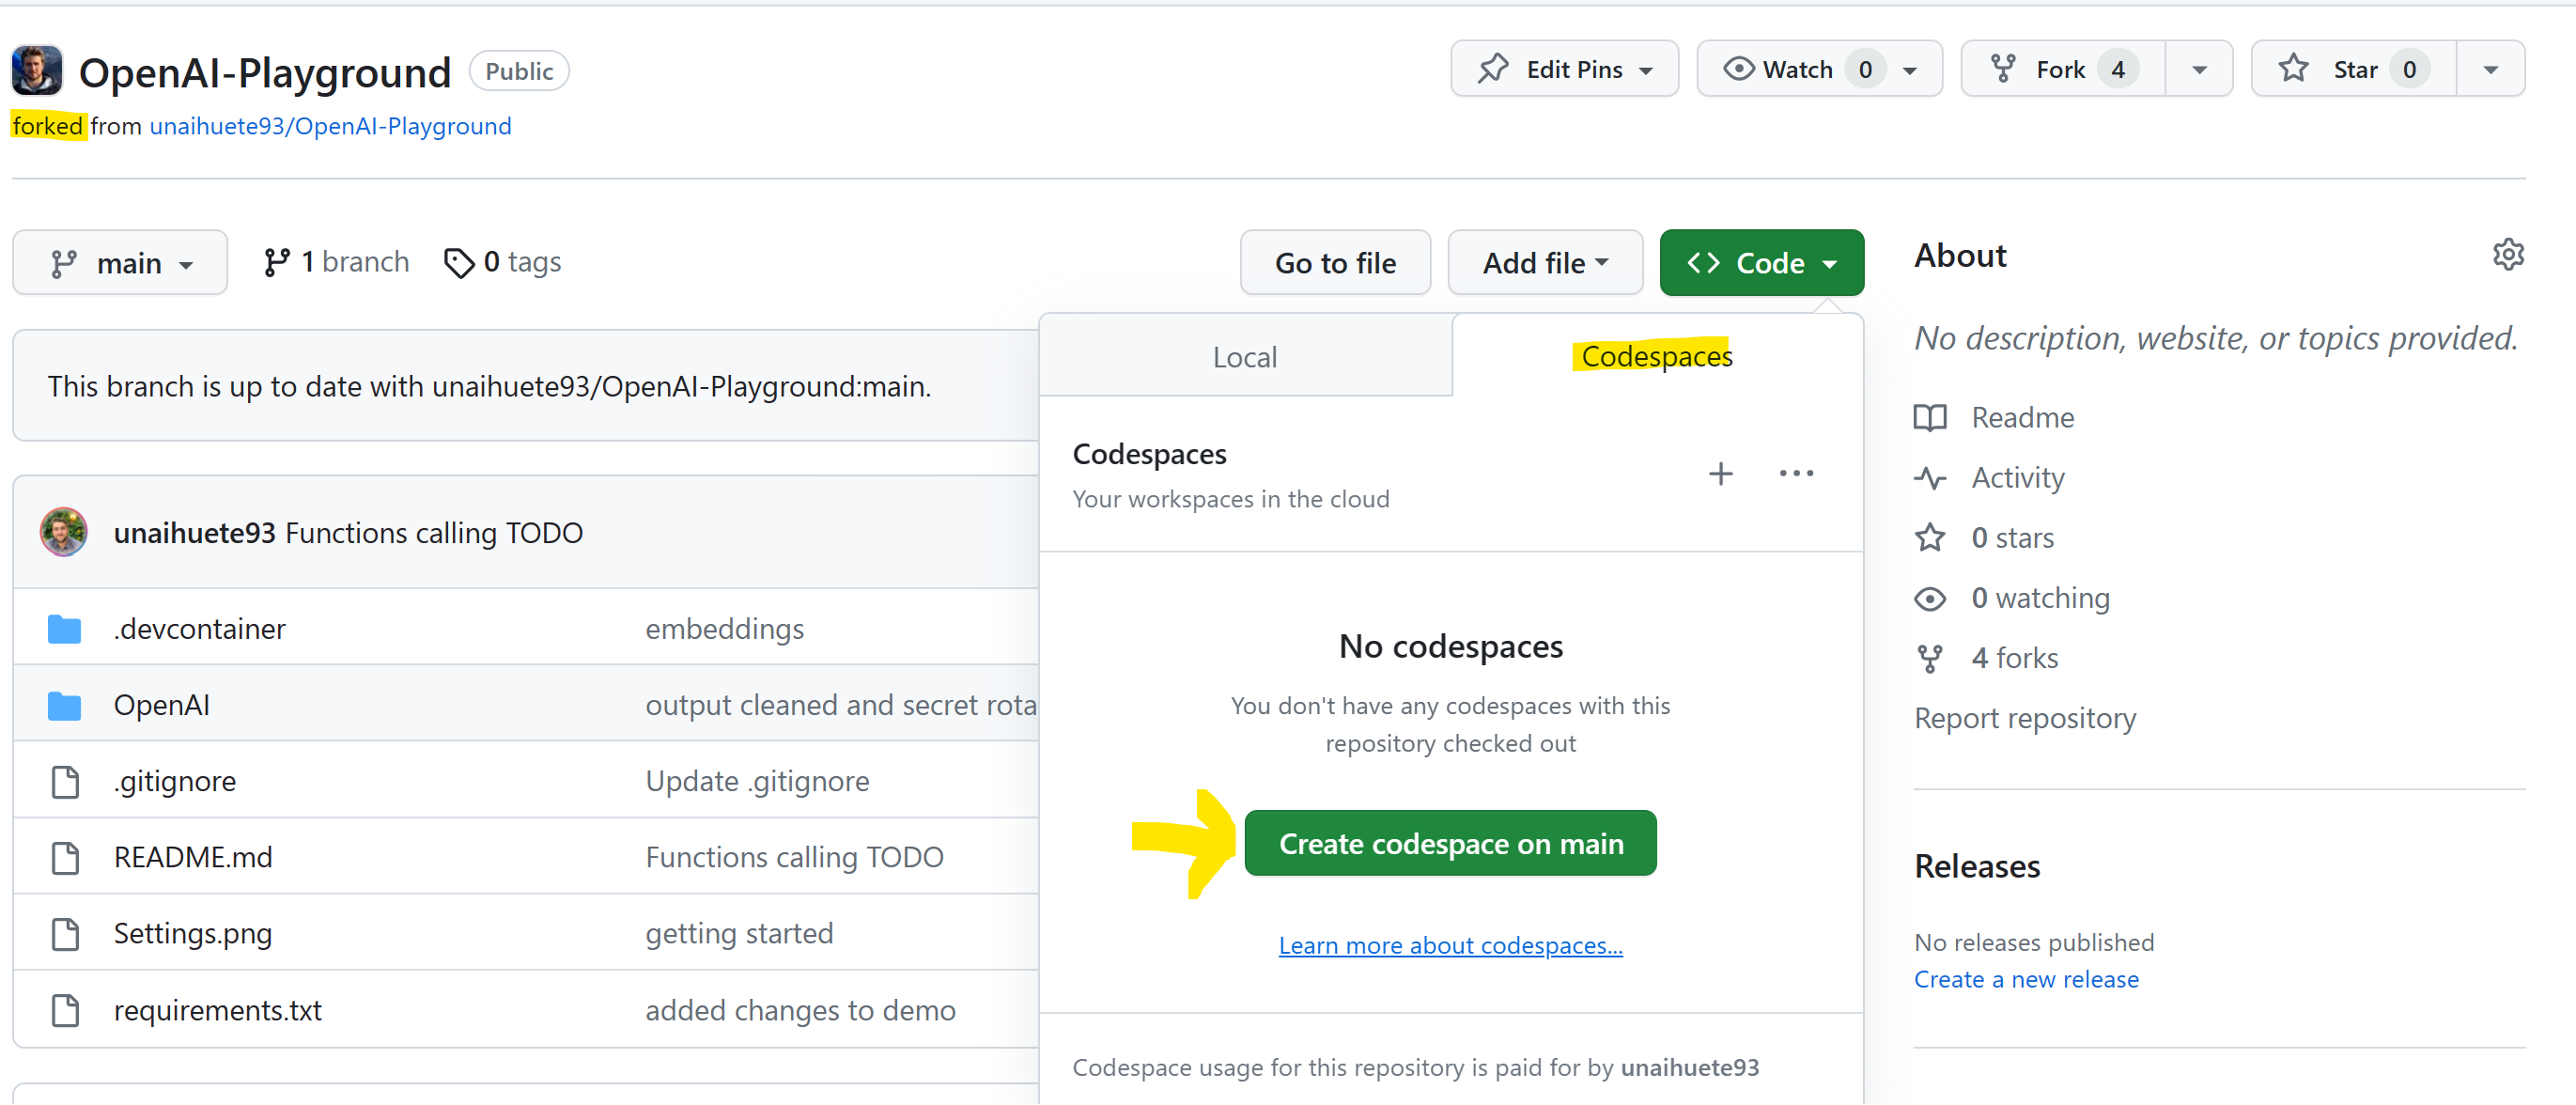 OpenAI-Playground Public
Edit Pins Watch 0 Fork 4 Star 0
forked from unaihuete93/OpenAI-Playground
main 1 branch 0 tags
Go to file Add file Code
About
No description, website, or topics provided.
Local Codespaces
This branch is up to date with unaihuete93/OpenAI-Playground:main.
Readme
Codespaces
Your workspaces in the cloud
Activity
unaihuete93 Functions calling TODO
0 stars
0 watching
.devcontainer embeddings
No codespaces
4 forks
OpenAI output cleaned and secret rota
You don't have any codespaces with this
repository checked out
Report repository
.gitignore Update .gitignore
README.md Functions calling TODO
Create codespace on main
Releases
Settings.png getting started
Learn more about codespaces...
No releases published
Create a new release
requirements.txt added changes to demo
Codespace usage for this repository is paid for by unaihuete93